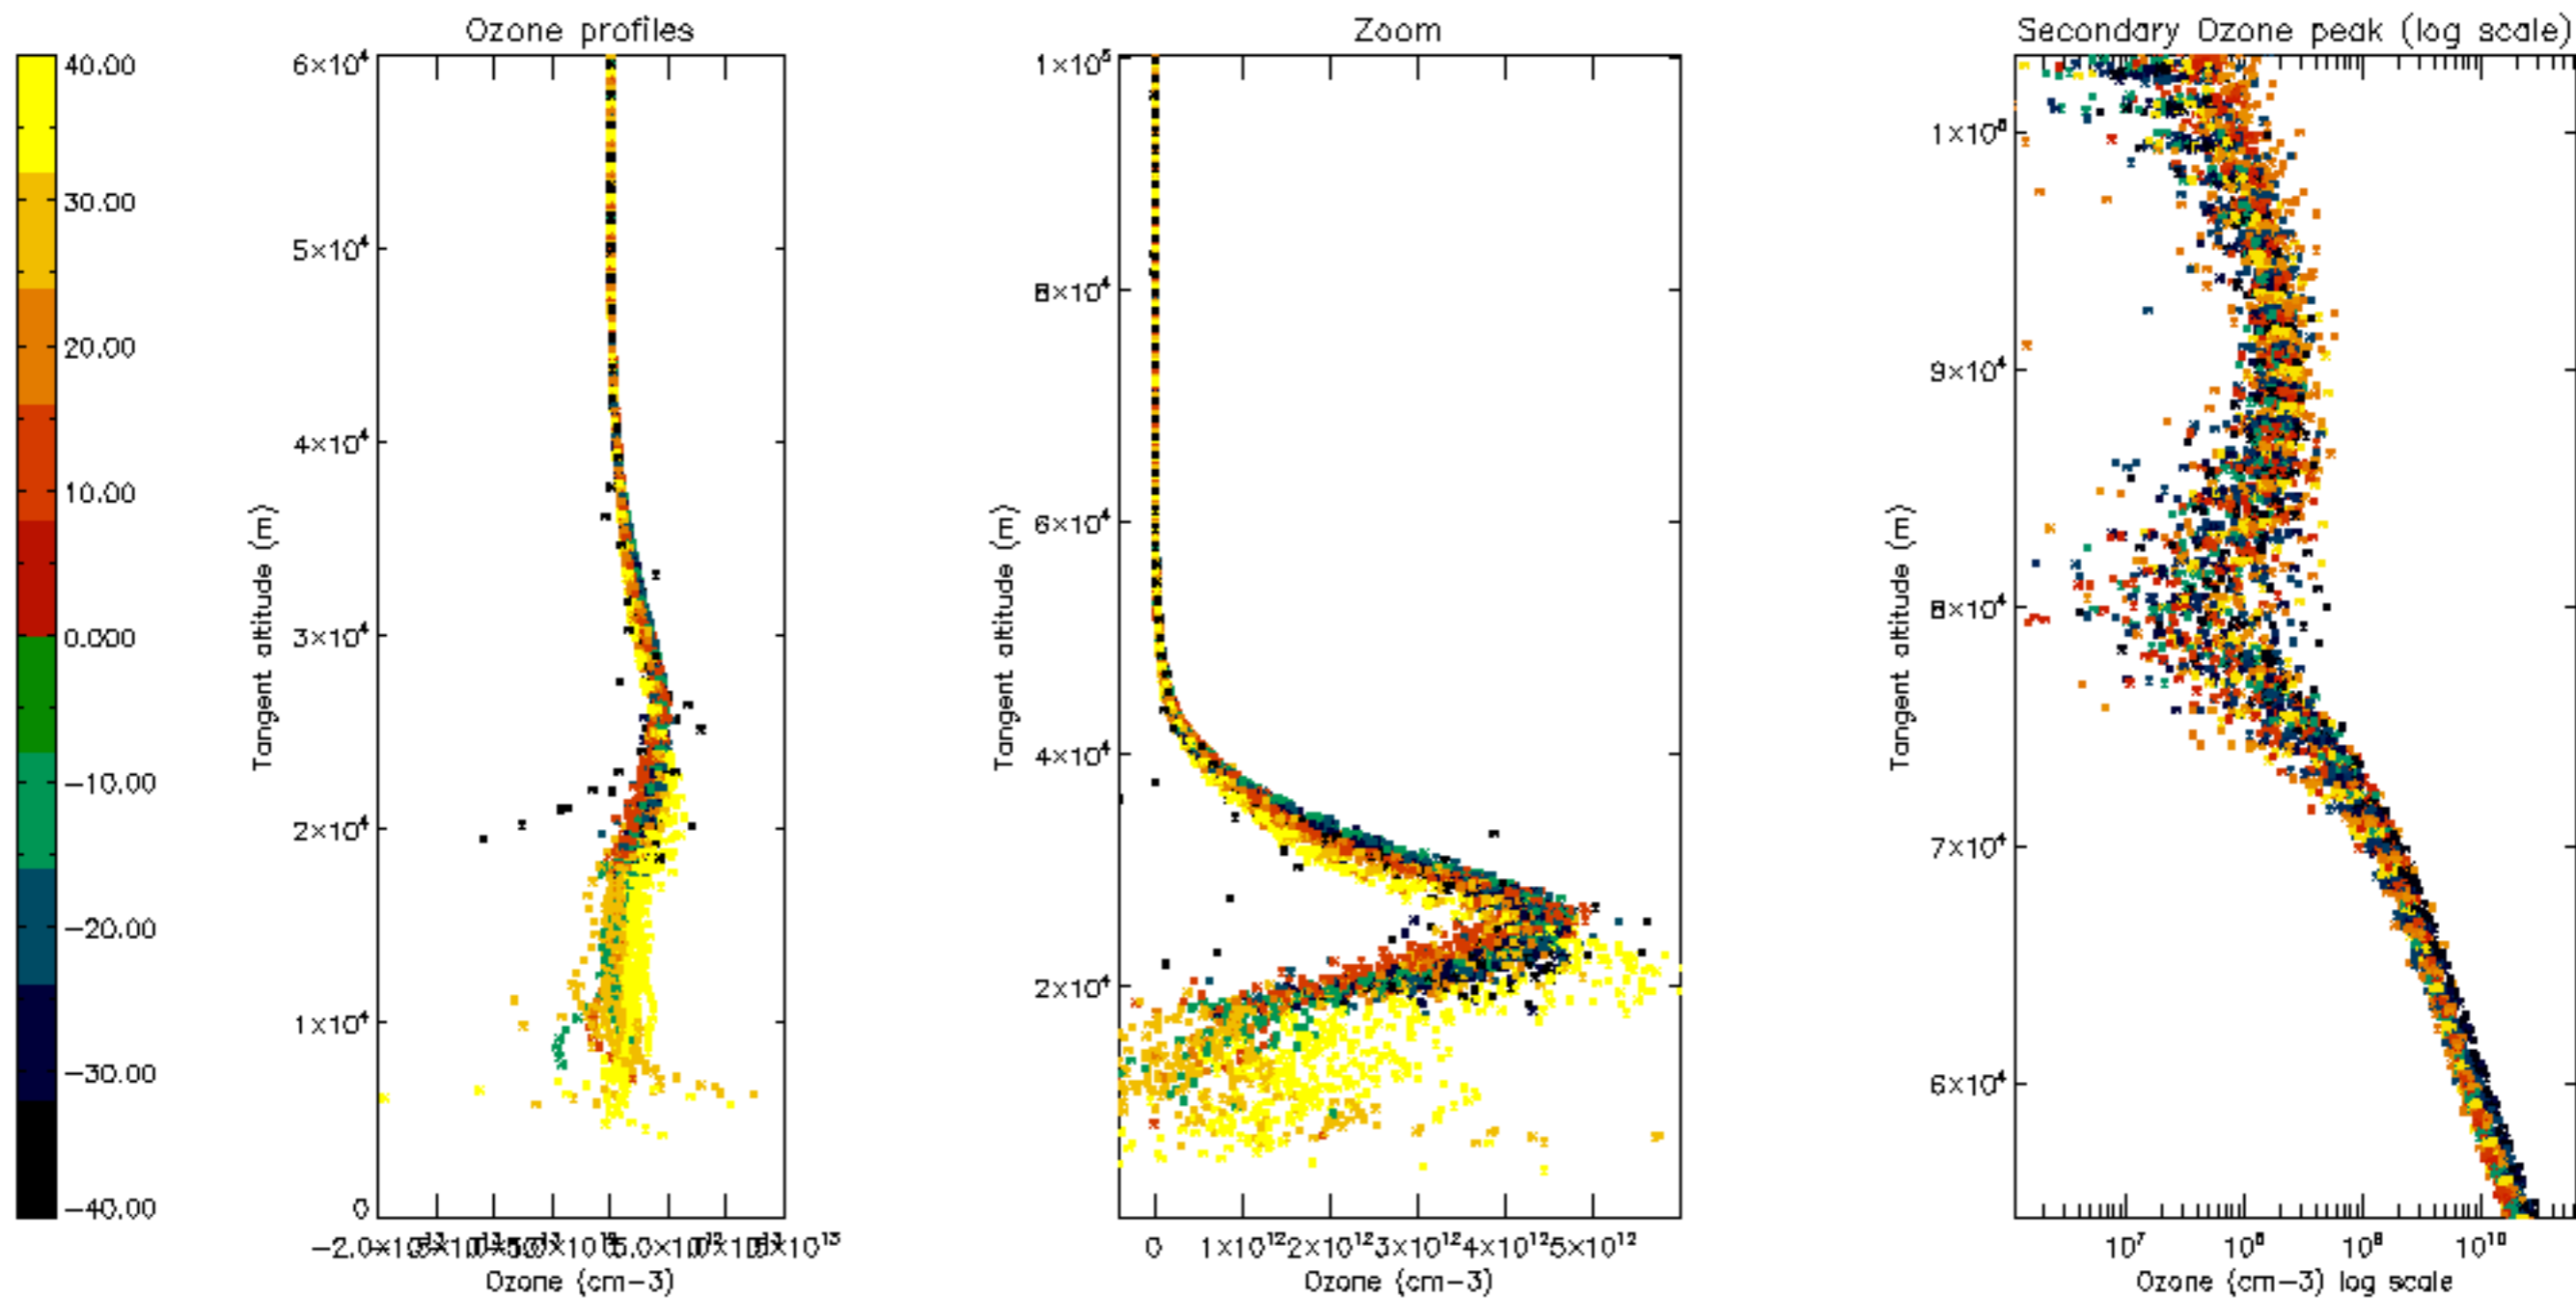 Ozone profiles
Zoom
Secondary Ozone peak (log scale)
40.00
30.00
20.00
10.00
-10.00
-20.00
-30.00
-40.00
Tangent altitude (m)
6×10⁴
5×10⁴
4×10⁴
3×10⁴
2×10⁴
1×10⁴
0
Ozone (cm-3)
Tangent altitude (m)
1×10⁵
8×10⁴
6×10⁴
4×10⁴
2×10⁴
0 1×10¹² 2×10¹² 3×10¹² 4×10¹² 5×10¹²
Ozone (cm-3)
Tangent altitude (m)
9×10⁴
8×10⁴
7×10⁴
6×10⁴
10⁷ 10⁸ 10⁹ 10¹⁰
Ozone (cm-3) log scale